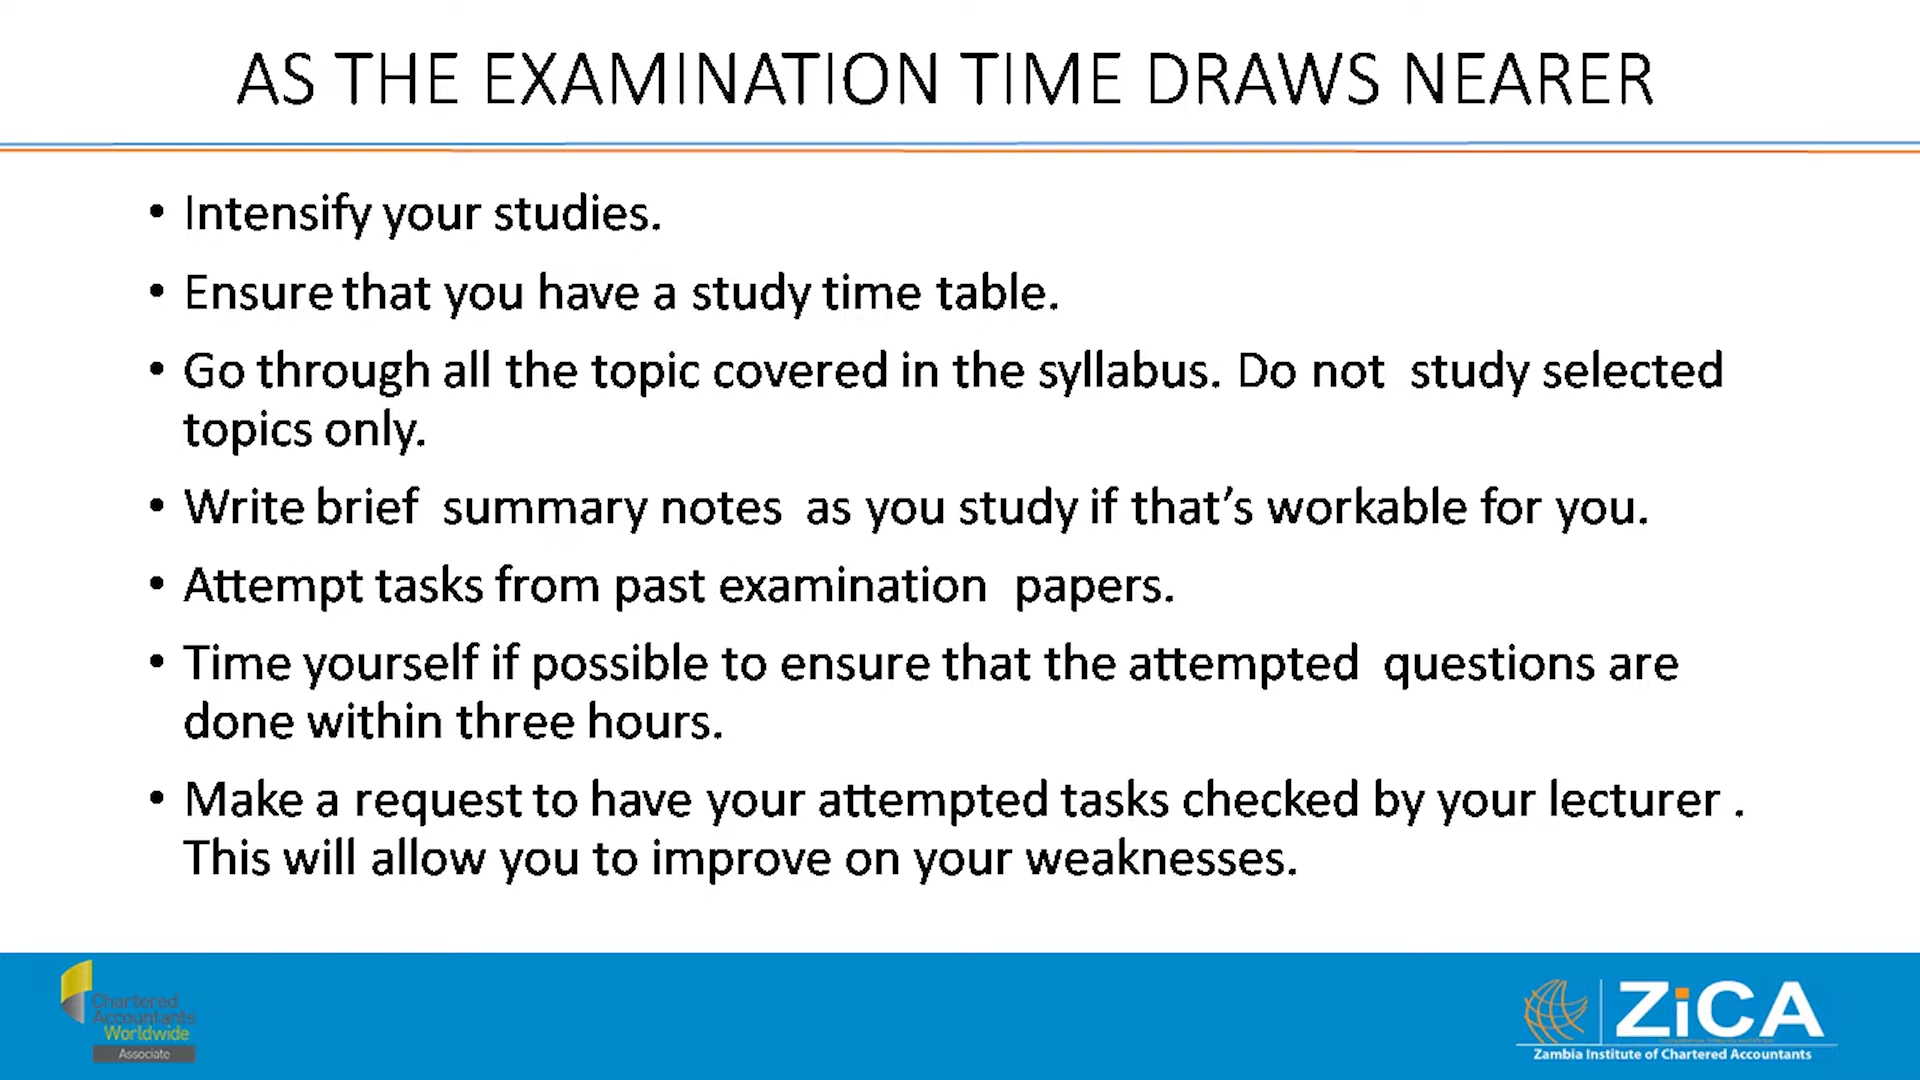 AS THE EXAMINATION TIME DRAWS NEARER
• Intensify your studies.
• Ensure that you have a study time table.
• Go through all the topic covered in the syllabus. Do not study selected
topics only.
• Write brief summary notes as you study if that's workable for you.
• Attempt tasks from past examination papers.
• Time yourself if possible to ensure that the attempted questions are
done within three hours.
• Make a request to have your attempted tasks checked by your lecturer .
This will allow you to improve on your weaknesses.
Chartered
Accountants
Worldwide
Associate
ZiCA
Zambia Institute of Chartered Accountants